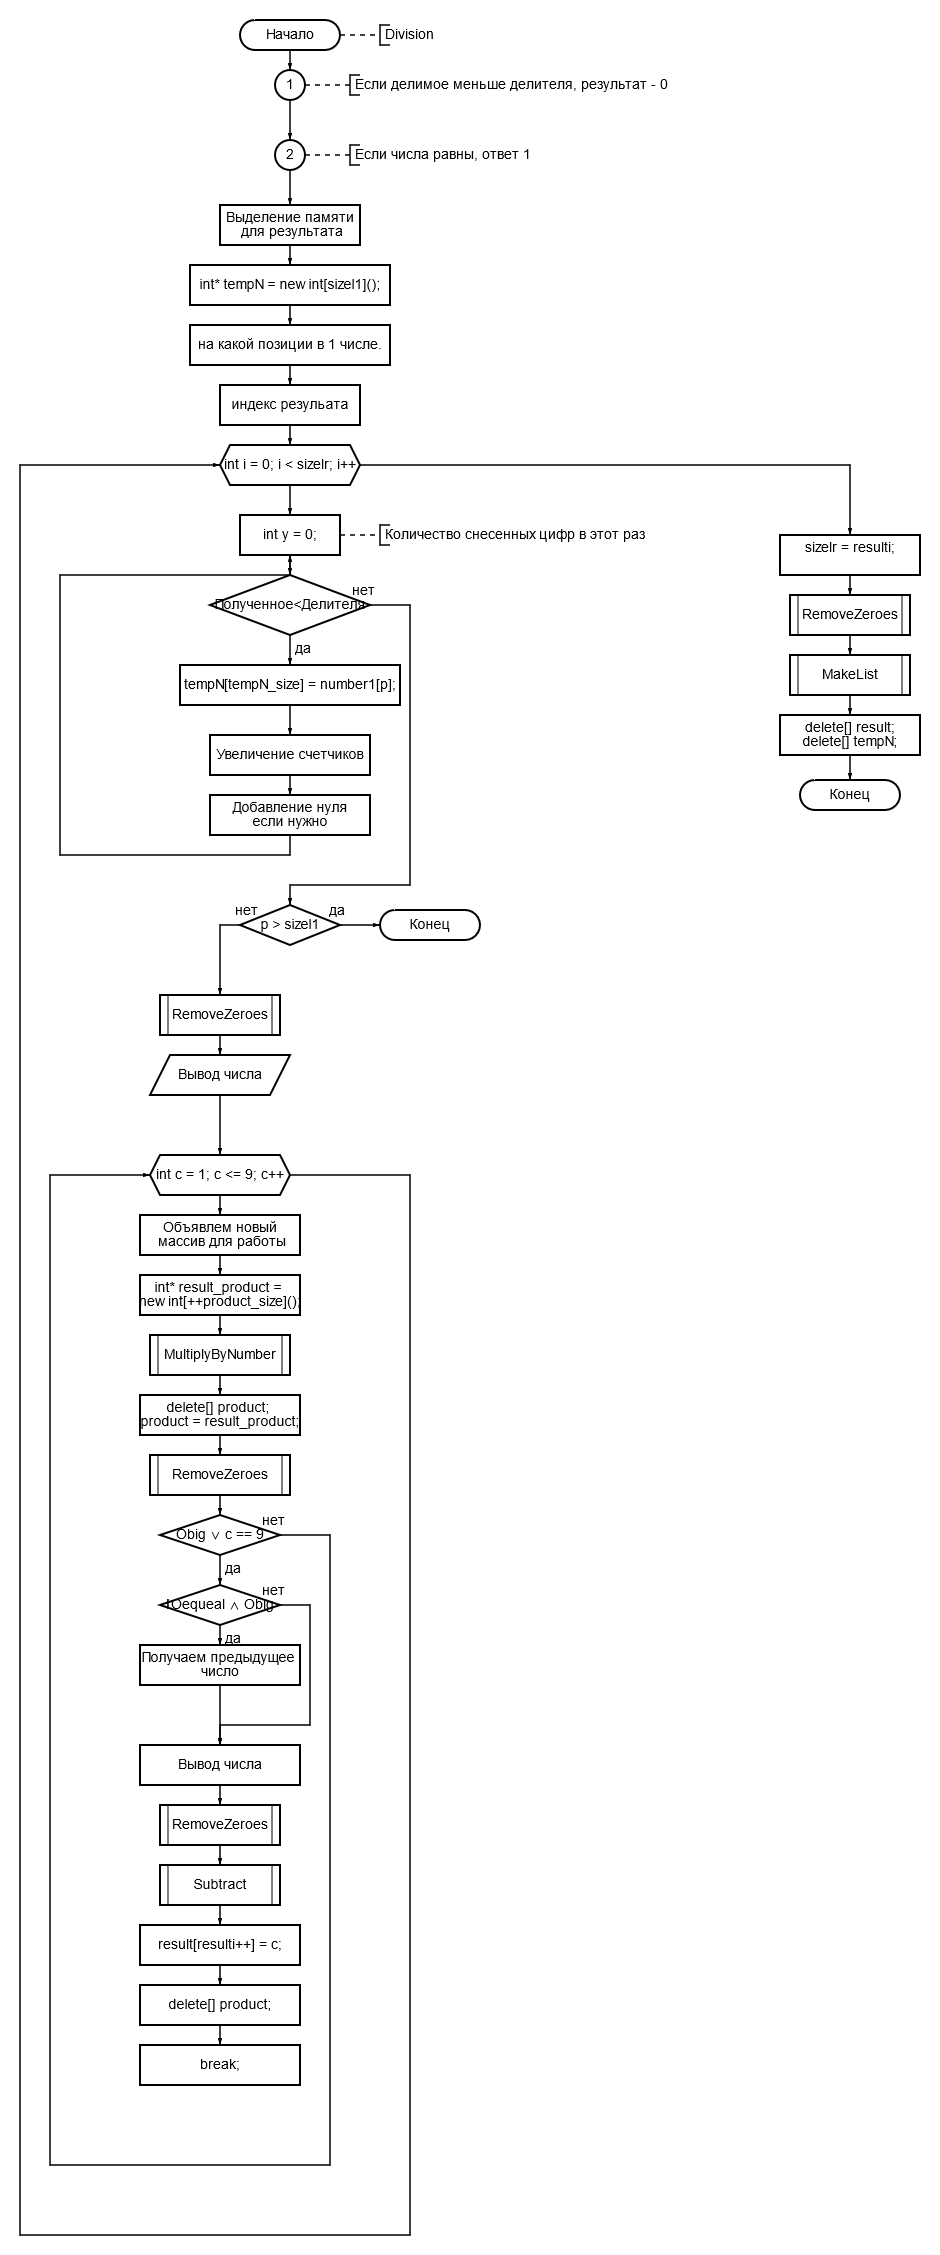 Начало
Division
1
Если делимое меньше делителя, результат - 0
2
Если числа равны, ответ 1
Выделение памяти
для результата
int* tempN = new int[sizel1]();
на какой позиции в 1 числе.
индекс резульата
int i = 0; i < sizelr; i++
int y = 0;
Количество снесенных цифр в этот раз
sizelr = resulti;
нет
Полученное<Делителя
RemoveZeroes
да
MakeList
tempN[tempN_size] = number1[p];
delete[] result;
delete[] tempN;
Увеличение счетчиков
Конец
Добавление нуля
если нужно
нет
да
p > sizel1
Конец
RemoveZeroes
Вывод числа
int c = 1; c <= 9; c++
Объявлем новый
массив для работы
int* result_product =
new int[++product_size]();
MultiplyByNumber
delete[] product;
product = result_product;
RemoveZeroes
нет
Obig ∨ c == 9
да
нет
!Oequeal ∧ Obig
да
Получаем предыдущее
число
Вывод числа
RemoveZeroes
Subtract
result[resulti++] = c;
delete[] product;
break;